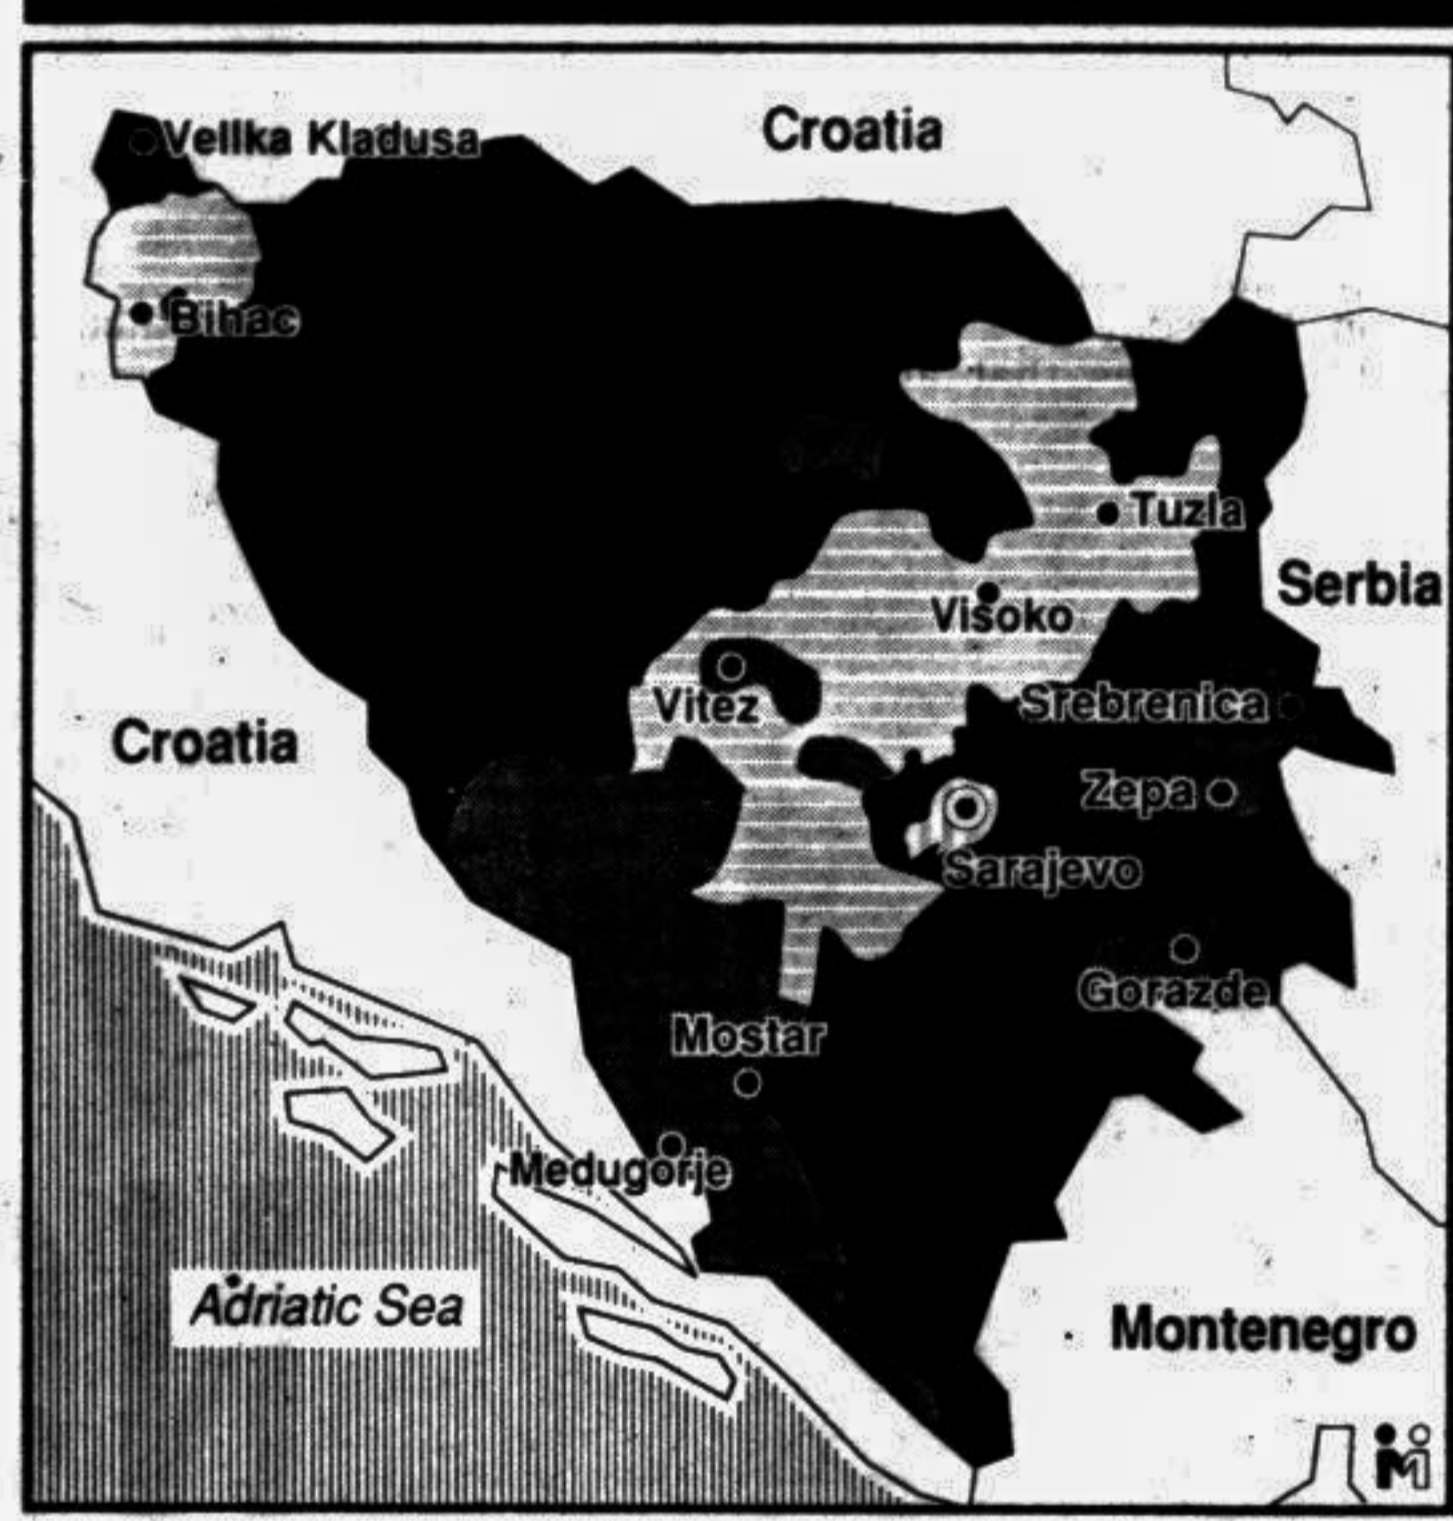 Velika Kladusa
Croatia
Bihac
Tuzla
Serbia
Visoko
Vitez
Srebrenica
Croatia
Zepa
Sarajevo
Gorazde
Mostar
Medugorje
Adriatic Sea
Montenegro